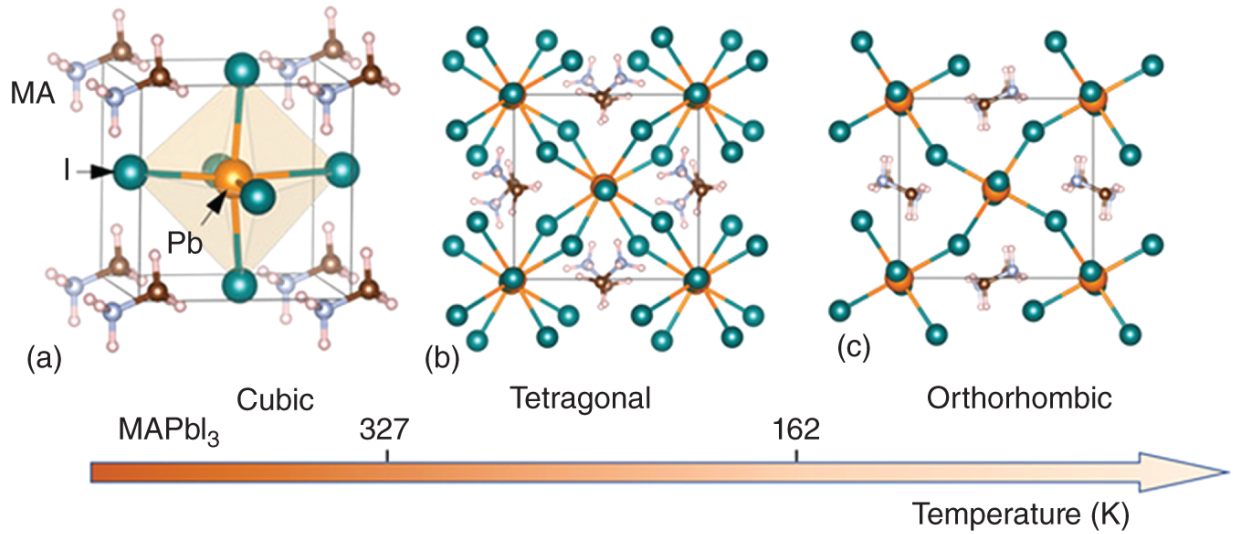 MA
I
Pb
(a)
(b)
(c)
Cubic
Tetragonal
Orthorhombic
MAPbI₃
327
162
Temperature (K)